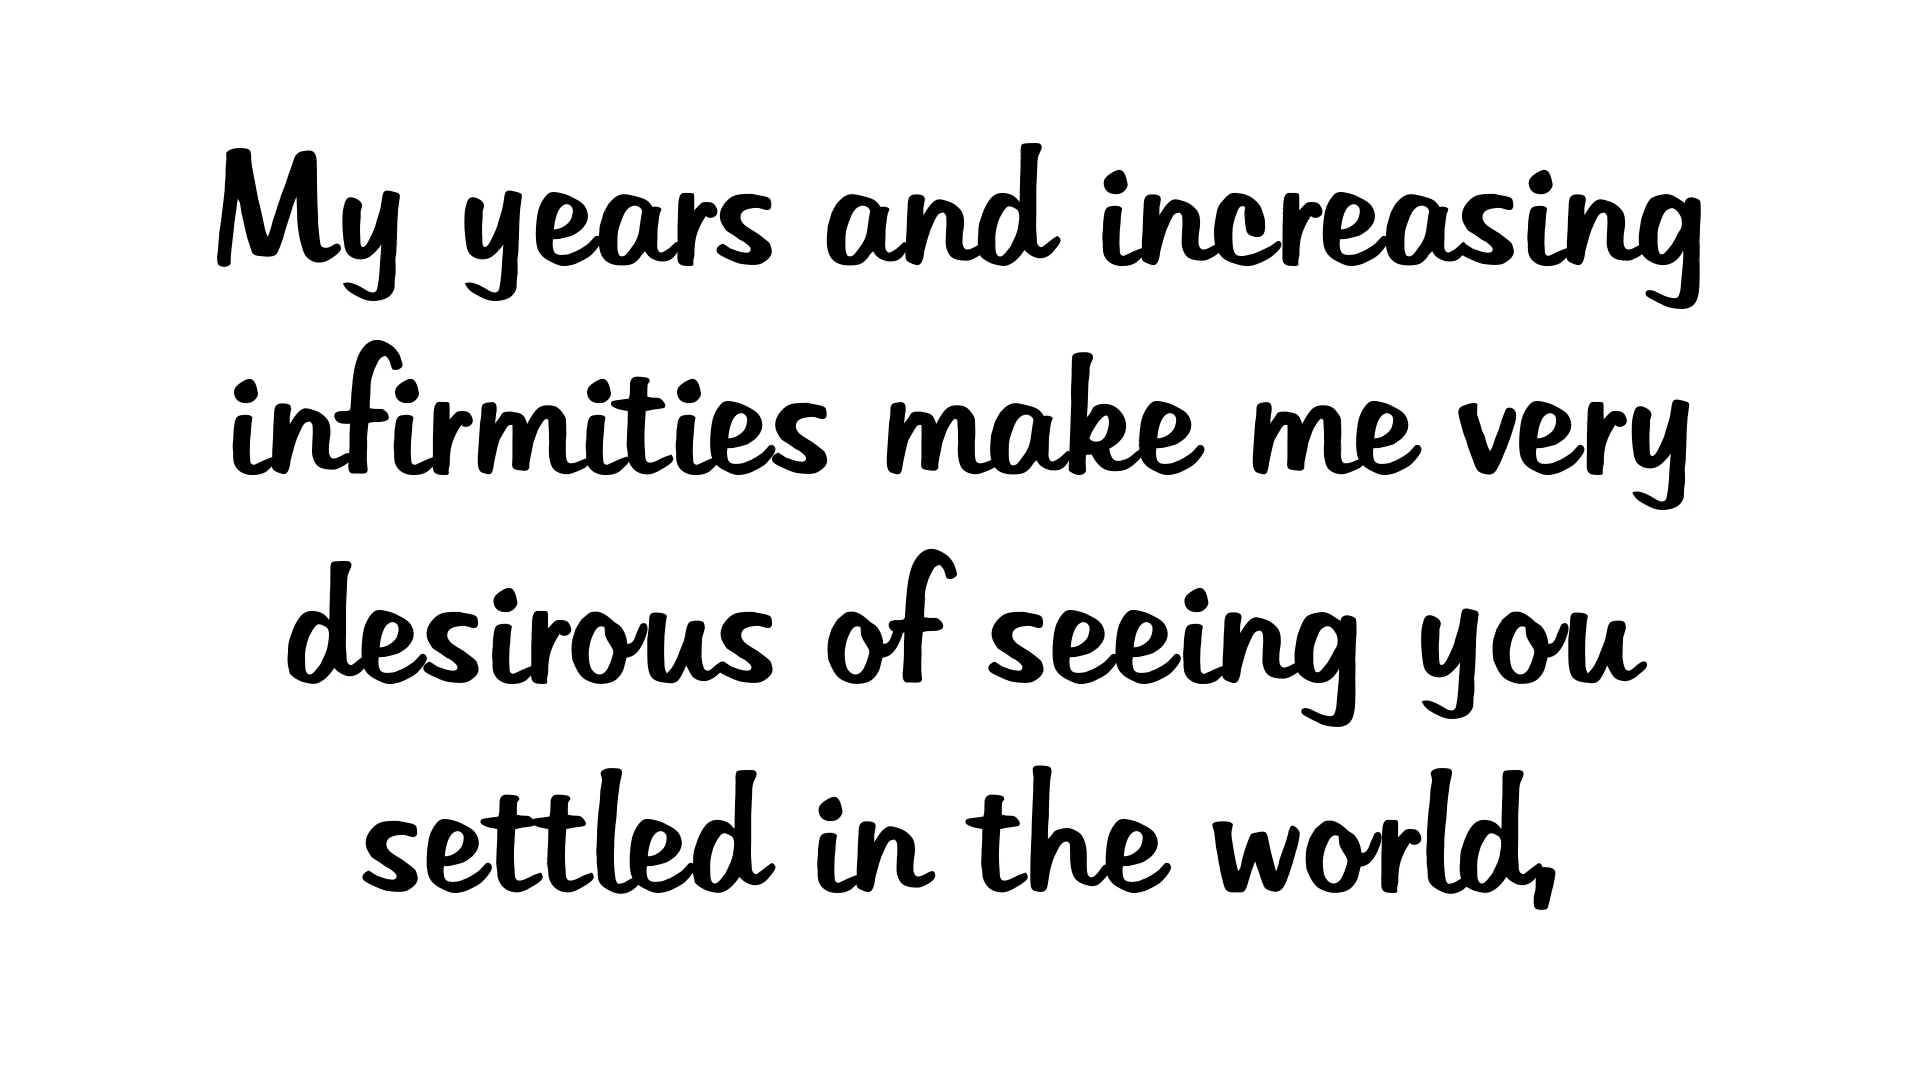 My years and increasing
infirmities make me very
desirous of seeing you
settled in the world,